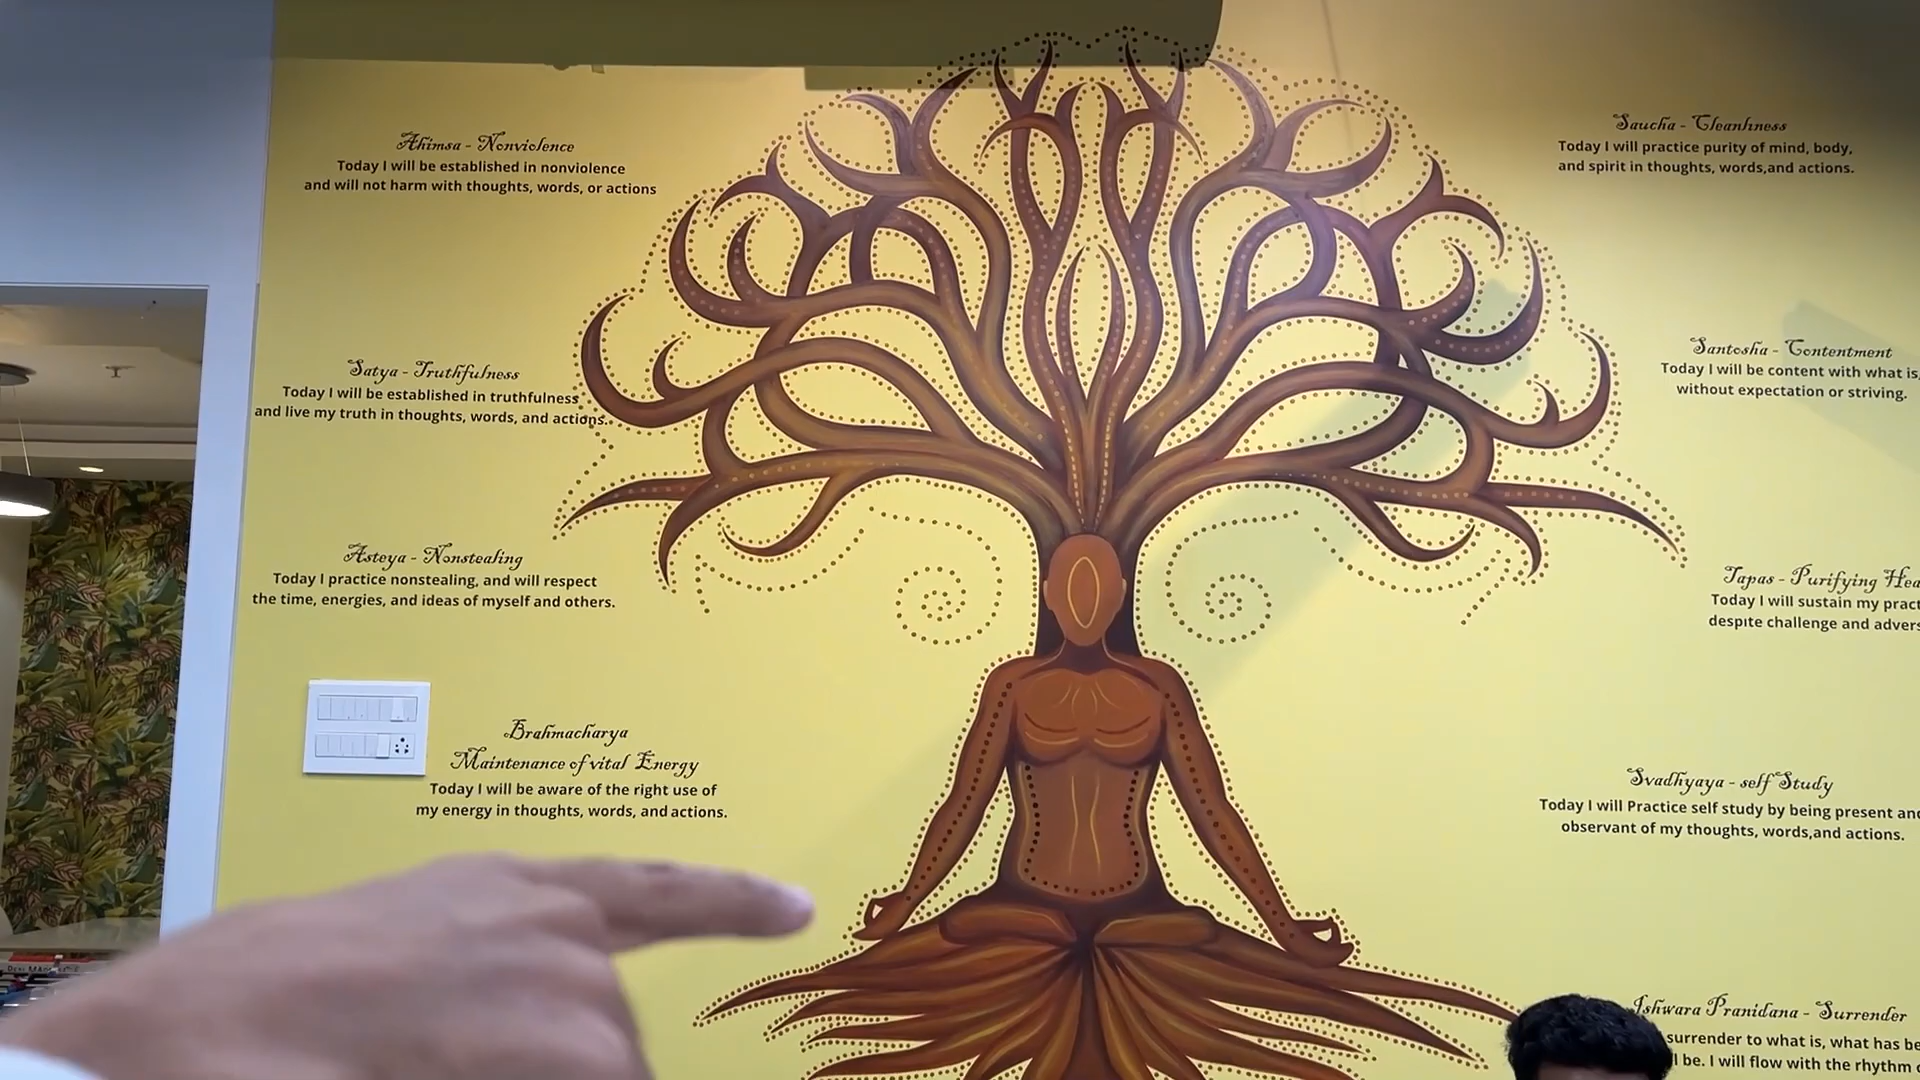 Ahimsa - Nonviolence
Today I will be established in nonviolence
and will not harm with thoughts, words, or actions
Satya - Truthfulness
Today I will be established in truthfulness
and live my truth in thoughts, words, and actions.
Asteya - Nonstealing
Today I practice nonstealing, and will respect
the time, energies, and ideas of myself and others.
Brahmacharya
Maintenance of vital Energy
Today I will be aware of the right use of
my energy in thoughts, words, and actions.
Saucha - Cleanliness
Today I will practice purity of mind, body,
and spirit in thoughts, words,and actions.
Santosha - Contentment
Today I will be content with what is,
without expectation or striving.
Tapas - Purifying
Today I will sustain my
despite challenge and
Svadhyaya - self Study
Today I will Practice self study by being present and
observant of my thoughts, words,and actions.
Ishwara Pranidana - Surrender
surrender to what is, what has
be. I will flow with the rhythm